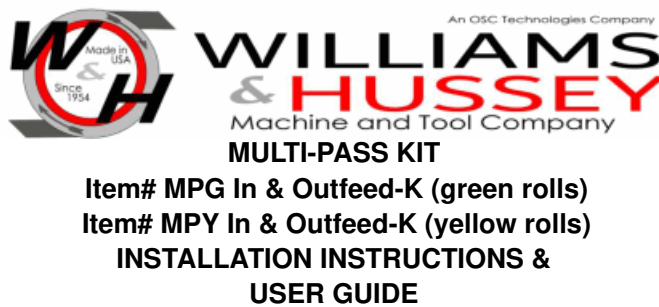 An OSC Technologies Company
W & H
Made in USA
Since 1954
WILLIAMS
& HUSSEY
Machine and Tool Company
MULTI-PASS KIT
Item# MPG In & Outfeed-K (green rolls)
Item# MPY In & Outfeed-K (yellow rolls)
INSTALLATION INSTRUCTIONS &
USER GUIDE